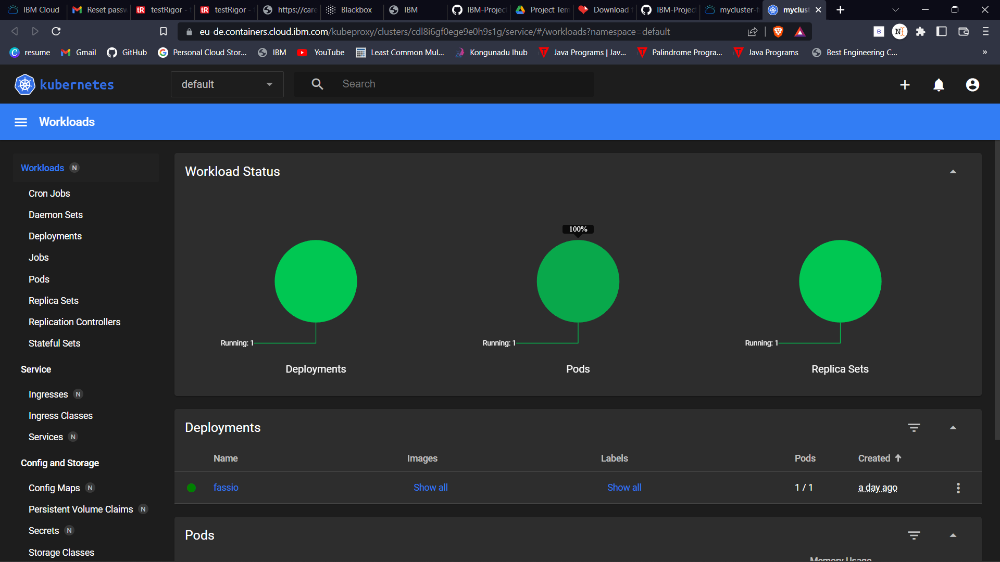 IBM Cloud Reset passw testRigor - testRigor - https://care Blackbox IBM IBM-Project Project Tem Download IBM-Project mycluster-f myclust
eu-de.containers.cloud.ibm.com/kubeproxy/clusters/cdl8i6gf0ege9e0h9s1g/service/#/workloads?namespace=default
resume Gmail GitHub Personal Cloud Stor... IBM YouTube Least Common Mul... Kongunadu Ihub Java Programs | Jav... Palindrome Progra... Java Programs Best Engineering C... »
kubernetes default Search
Workloads
Workloads N
Cron Jobs
Daemon Sets
Deployments
Jobs
Pods
Replica Sets
Replication Controllers
Stateful Sets
Service
Ingresses N
Ingress Classes
Services N
Config and Storage
Config Maps N
Persistent Volume Claims N
Secrets N
Storage Classes
Workload Status
100%
Running: 1 Running: 1 Running: 1
Deployments Pods Replica Sets
Deployments
Name Images Labels Pods Created
fassio Show all Show all 1 / 1 a day ago
Pods
Memory Usage